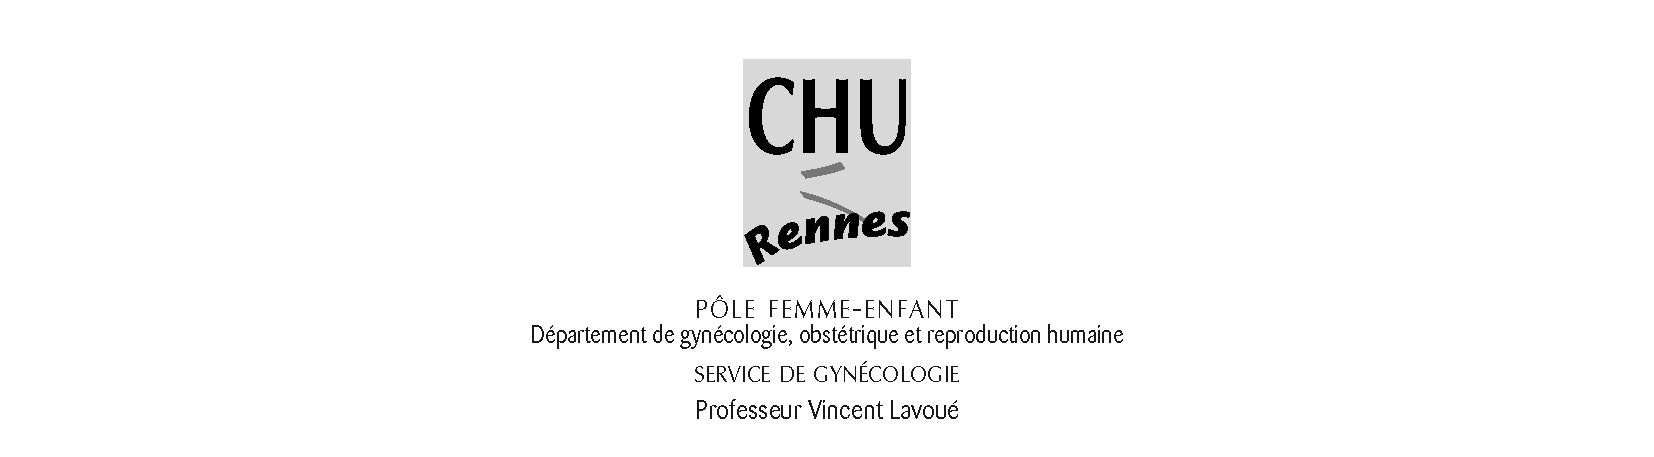 CHU
Rennes
PÔLE FEMME-ENFANT
Département de gynécologie, obstétrique et reproduction humaine
SERVICE DE GYNÉCOLOGIE
Professeur Vincent Lavoué